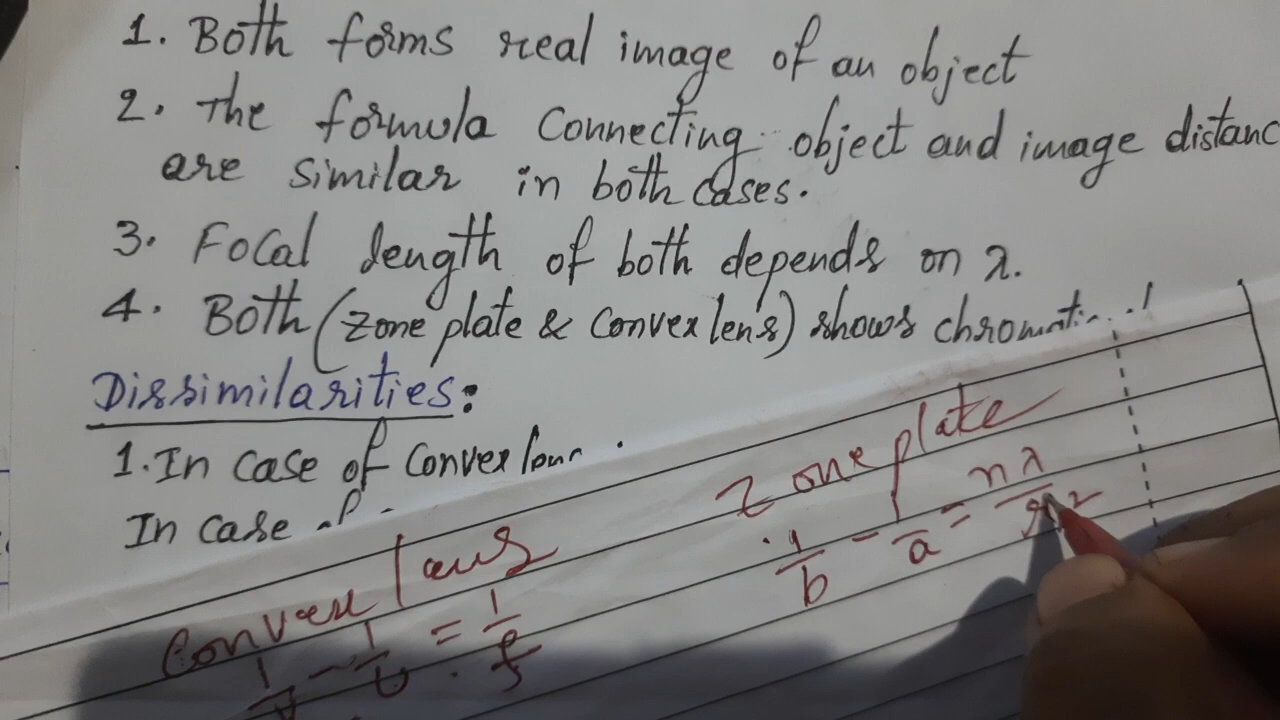 1. Both forms real image of an object
2. The formula connecting object and image distanc
are similar in both cases.
3. Focal length of both depends on λ.
4. Both (zone plate & convex lens) shows chromatic
Dissimilarities:
1. In case of convex
In case of
Zone plate
1/b - 1/a = nλ/r²
Convex lens
1/v - 1/u = 1/f